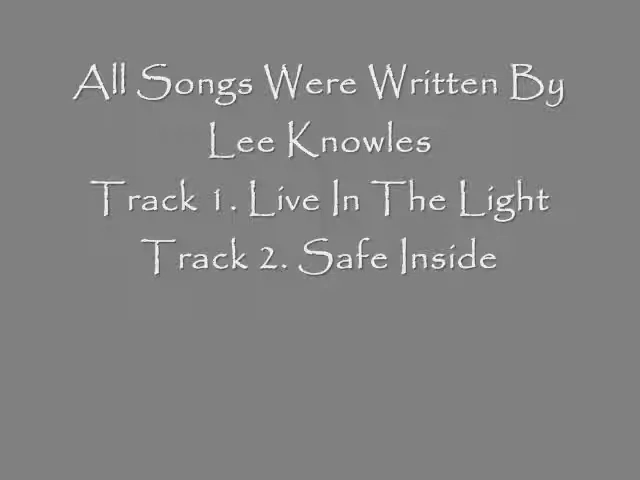 All Songs Were Written By
Lee Knowles
Track 1. Live In The Light
Track 2. Safe Inside